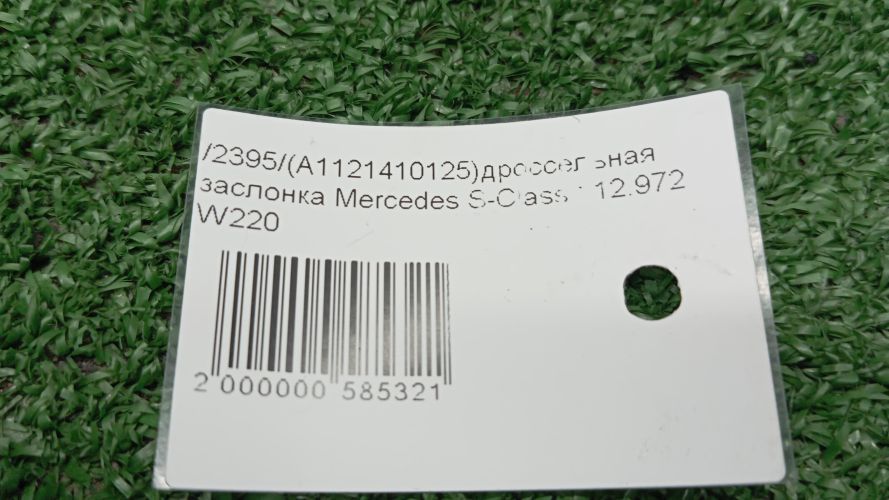 /2395/(A1121410125)дроссельная
заслонка Mercedes S-Class 112.972
W220
2 000000 585321